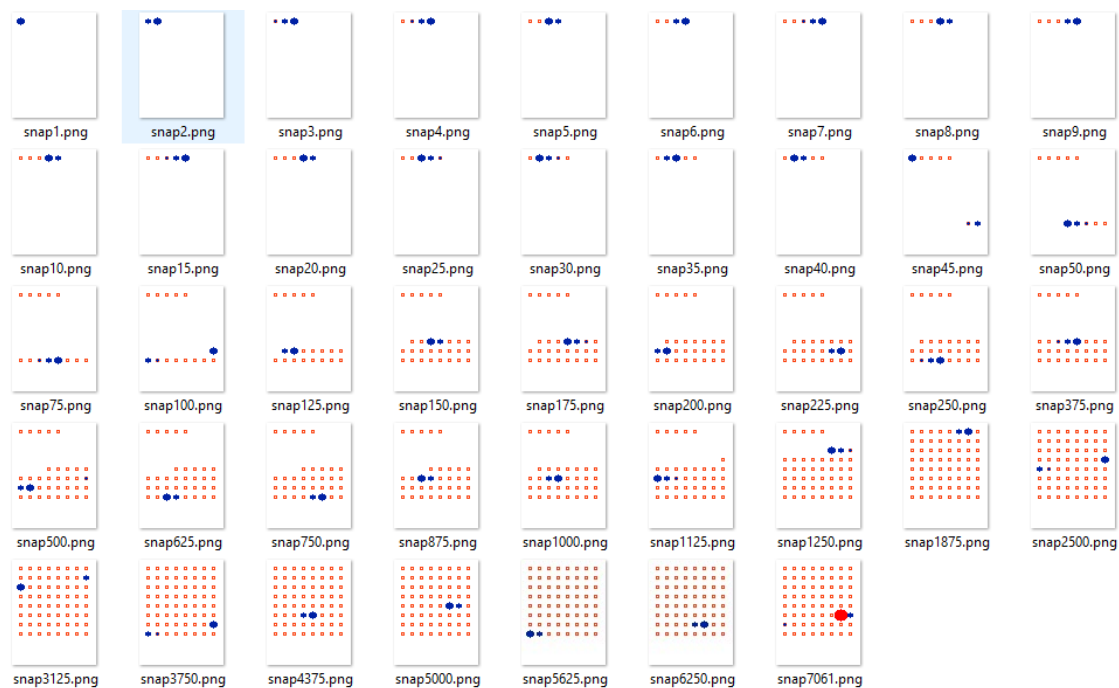 snap1.png snap2.png snap3.png snap4.png snap5.png snap6.png snap7.png snap8.png snap9.png
snap10.png snap15.png snap20.png snap25.png snap30.png snap35.png snap40.png snap45.png snap50.png
snap75.png snap100.png snap125.png snap150.png snap175.png snap200.png snap225.png snap250.png snap375.png
snap500.png snap625.png snap750.png snap875.png snap1000.png snap1125.png snap1250.png snap1875.png snap2500.png
snap3125.png snap3750.png snap4375.png snap5000.png snap5625.png snap6250.png snap7061.png